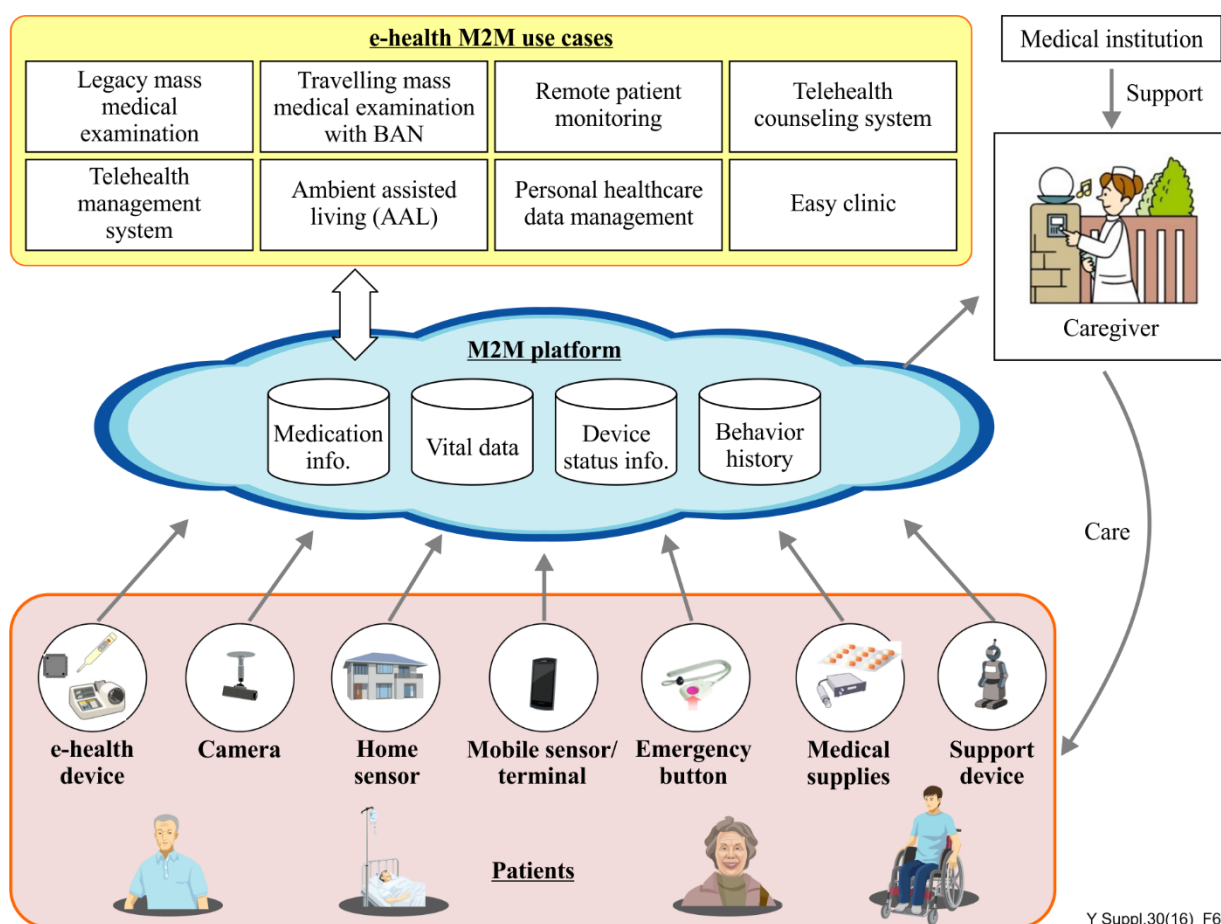 e-health M2M use cases
Legacy mass
medical
examination
Travelling mass
medical examination
with BAN
Remote patient
monitoring
Telehealth
counseling system
Telehealth
management
system
Ambient assisted
living (AAL)
Personal healthcare
data management
Easy clinic
Medical institution
Support
Caregiver
M2M platform
Medication
info.
Vital data
Device
status info.
Behavior
history
Care
e-health
device
Camera
Home
sensor
Mobile sensor/
terminal
Emergency
button
Medical
supplies
Support
device
Patients
Y Suppl.30(16)_F6